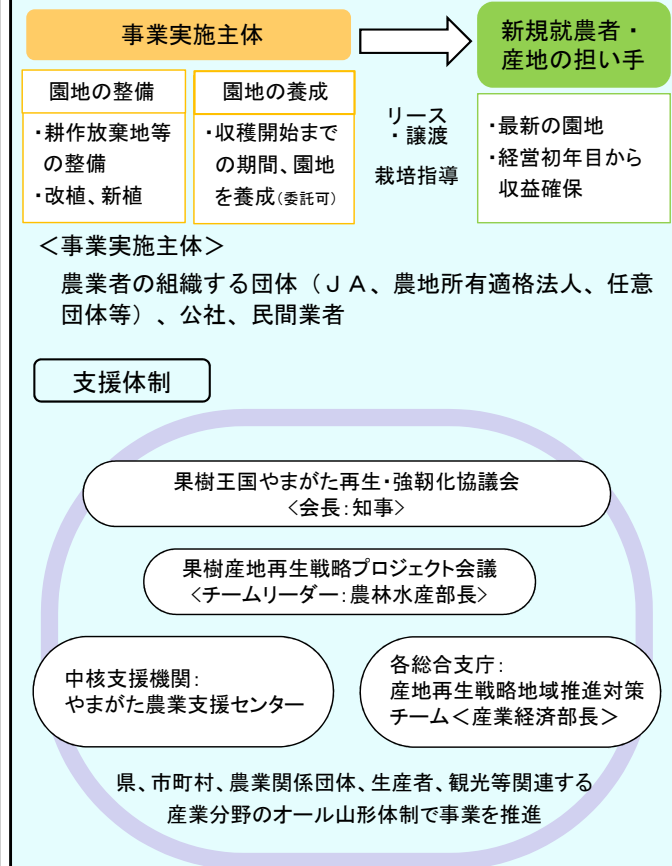 事業実施主体
新規就農者・
産地の担い手
園地の整備
・耕作放棄地等
の整備
・改植、新植
園地の養成
・収穫開始まで
の期間、園地
を養成(委託可)
リース
・譲渡
栽培指導
・最新の園地
・経営初年目から
収益確保
＜事業実施主体＞
農業者の組織する団体（ＪＡ、農地所有適格法人、任意
団体等）、公社、民間業者
支援体制
果樹王国やまがた再生・強靭化協議会
<会長：知事>
果樹産地再生戦略プロジェクト会議
<チームリーダー：農林水産部長>
中核支援機関：
やまがた農業支援センター
各総合支庁：
産地再生戦略地域推進対策
チーム＜産業経済部長＞
県、市町村、農業関係団体、生産者、観光等関連する
産業分野のオール山形体制で事業を推進